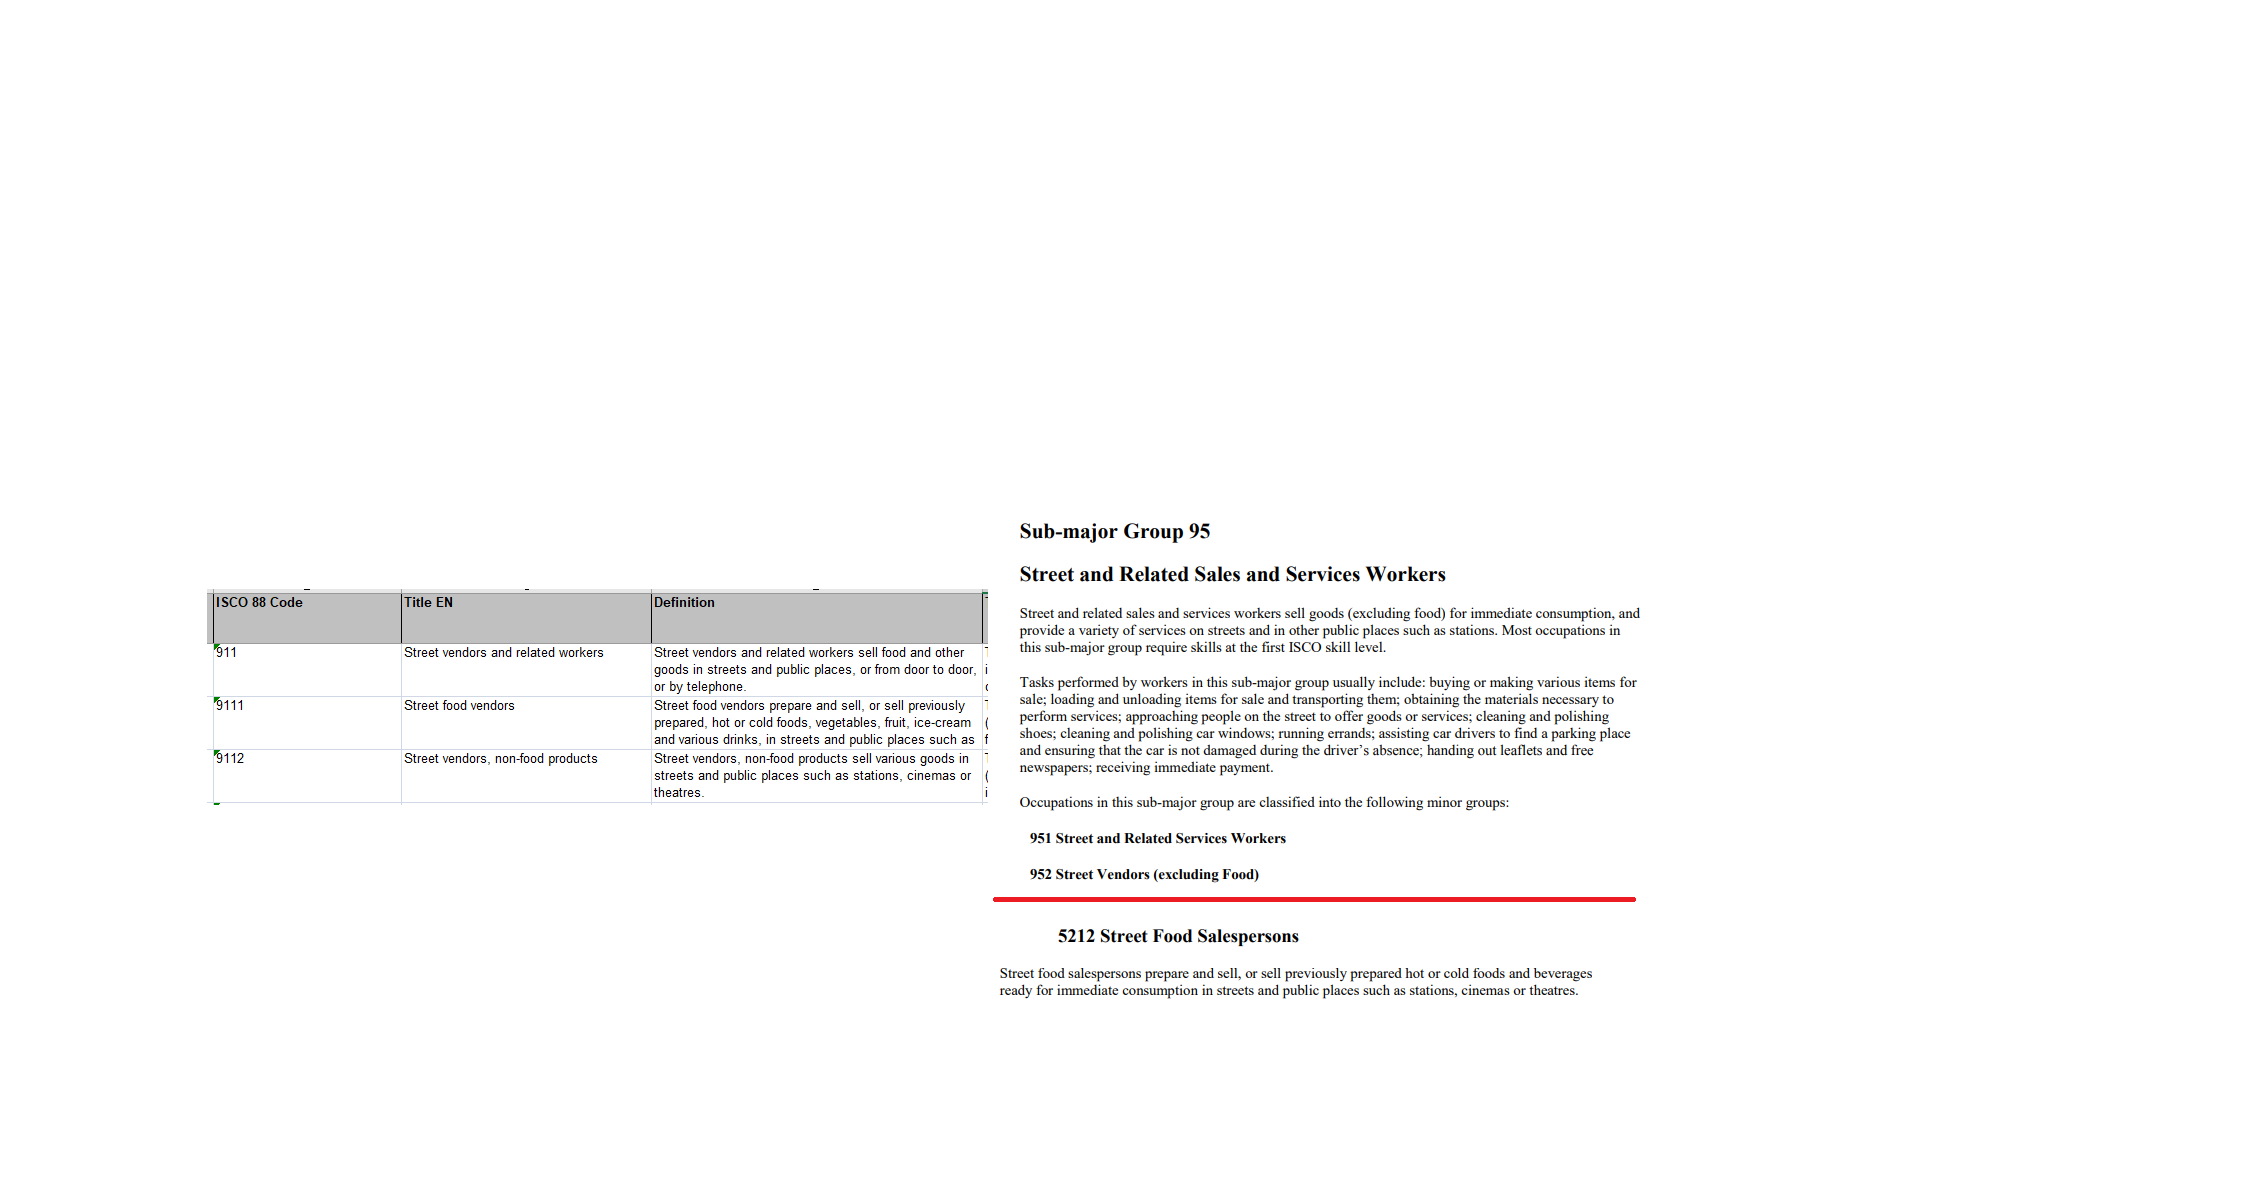 ISCO 88 Code Title EN Definition
911 Street vendors and related workers Street vendors and related workers sell food and other
goods in streets and public places, or from door to door,
or by telephone.
9111 Street food vendors Street food vendors prepare and sell, or sell previously
prepared, hot or cold foods, vegetables, fruit, ice-cream
and various drinks, in streets and public places such as
9112 Street vendors, non-food products Street vendors, non-food products sell various goods in
streets and public places such as stations, cinemas or
theatres.
Sub-major Group 95
Street and Related Sales and Services Workers
Street and related sales and services workers sell goods (excluding food) for immediate consumption, and
provide a variety of services on streets and in other public places such as stations. Most occupations in
this sub-major group require skills at the first ISCO skill level.
Tasks performed by workers in this sub-major group usually include: buying or making various items for
sale; loading and unloading items for sale and transporting them; obtaining the materials necessary to
perform services; approaching people on the street to offer goods or services; cleaning and polishing
shoes; cleaning and polishing car windows; running errands; assisting car drivers to find a parking place
and ensuring that the car is not damaged during the driver’s absence; handing out leaflets and free
newspapers; receiving immediate payment.
Occupations in this sub-major group are classified into the following minor groups:
951 Street and Related Services Workers
952 Street Vendors (excluding Food)
5212 Street Food Salespersons
Street food salespersons prepare and sell, or sell previously prepared hot or cold foods and beverages
ready for immediate consumption in streets and public places such as stations, cinemas or theatres.